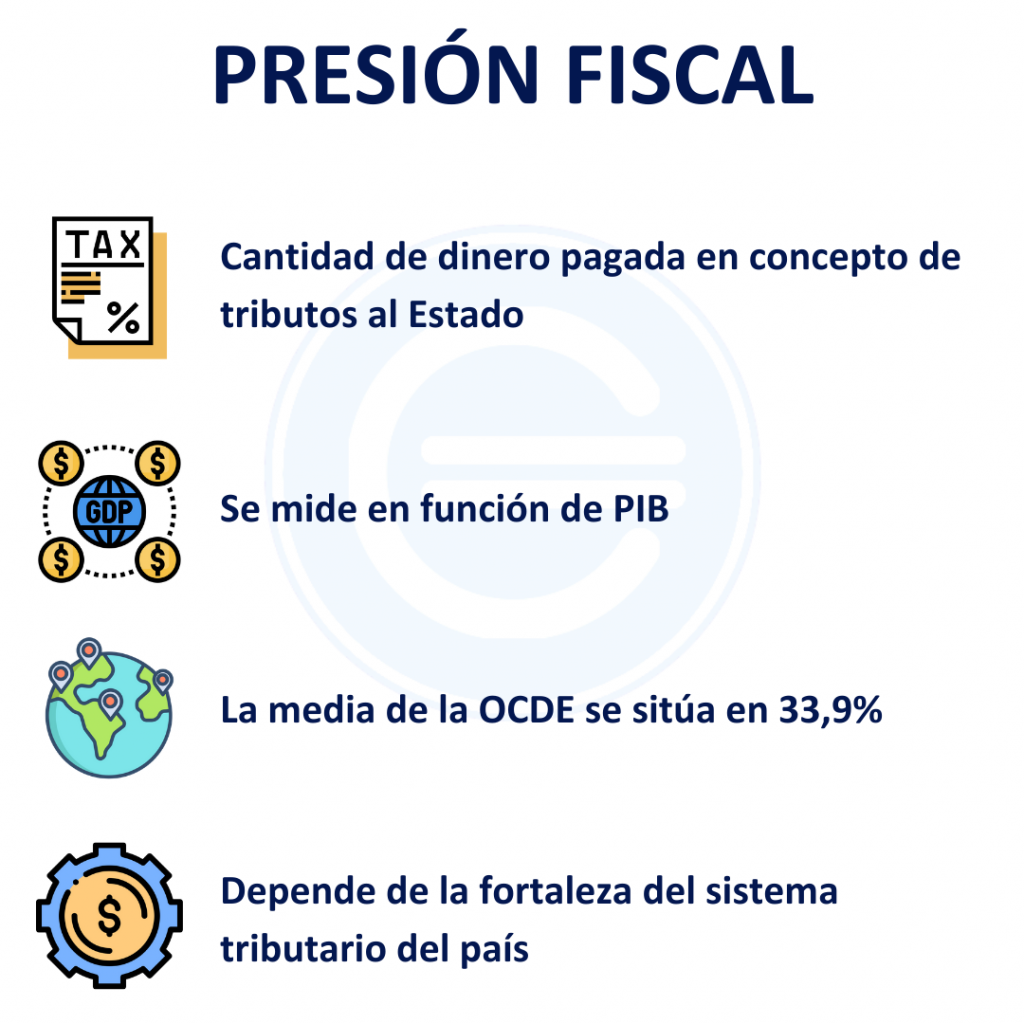 PRESIÓN FISCAL
TAX
%
Cantidad de dinero pagada en concepto de
tributos al Estado
$ $
GDP
$ $
Se mide en función de PIB
La media de la OCDE se sitúa en 33,9%
$
Depende de la fortaleza del sistema
tributario del país